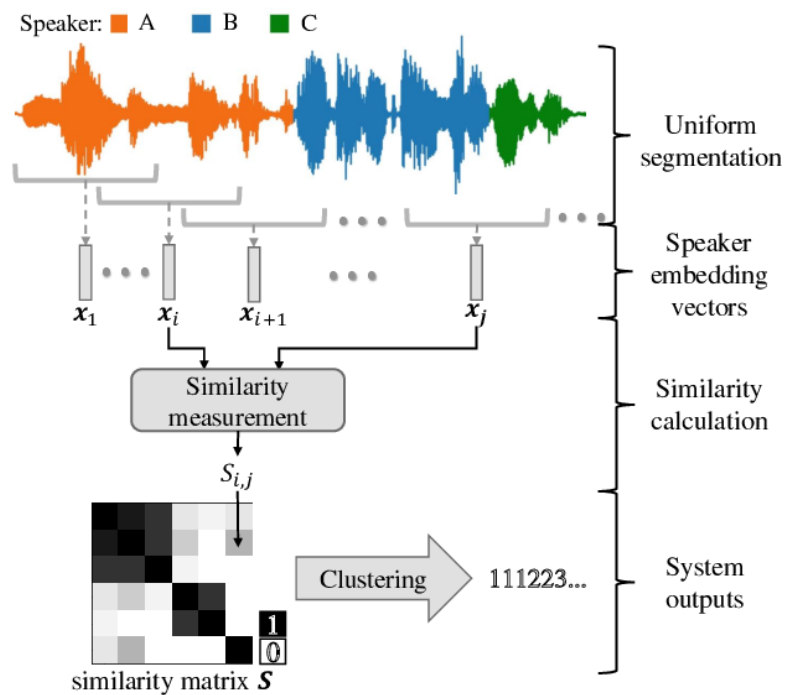 Speaker: A B C
Uniform
segmentation
Speaker
embedding
vectors
x₁ xᵢ xᵢ₊₁ xⱼ
Similarity
measurement
Similarity
calculation
Sᵢ,ⱼ
Clustering
111223...
System
outputs
1
0
similarity matrix S